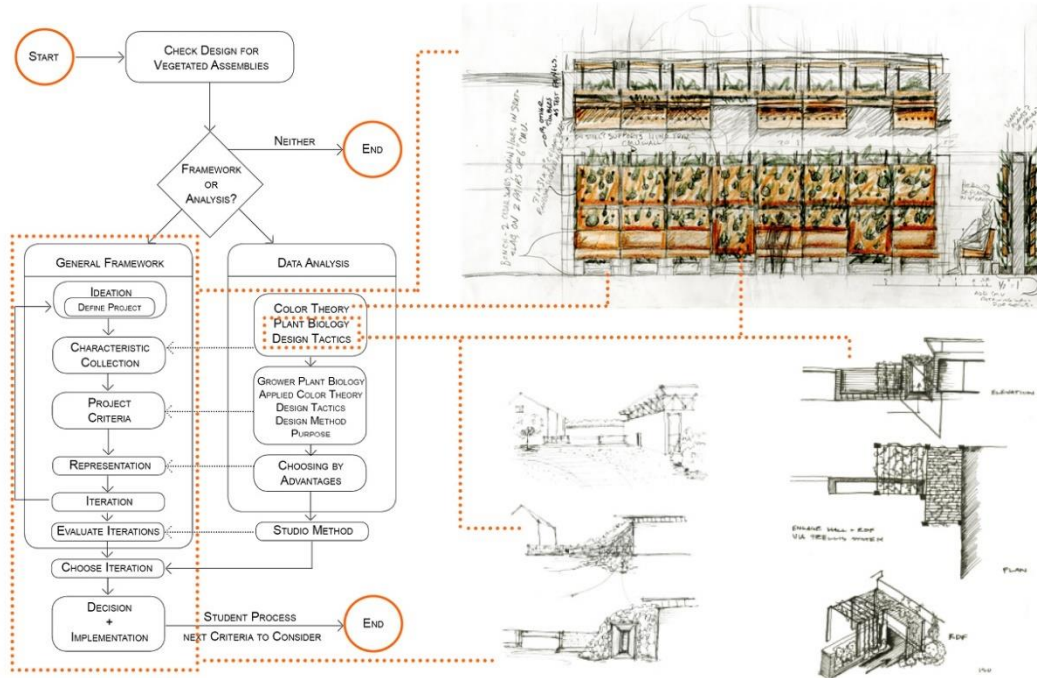 START
CHECK DESIGN FOR
VEGETATED ASSEMBLIES
NEITHER
END
FRAMEWORK
OR
ANALYSIS?
GENERAL FRAMEWORK
IDEATION
DEFINE PROJECT
CHARACTERISTIC
COLLECTION
PROJECT
CRITERIA
REPRESENTATION
ITERATION
EVALUATE ITERATIONS
CHOOSE ITERATION
DECISION
+
IMPLEMENTATION
DATA ANALYSIS
COLOR THEORY
PLANT BIOLOGY
DESIGN TACTICS
GROWER PLANT BIOLOGY
APPLIED COLOR THEORY
DESIGN TACTICS
DESIGN METHOD
PURPOSE
CHOOSING BY
ADVANTAGES
STUDIO METHOD
STUDENT PROCESS
NEXT CRITERIA TO CONSIDER
END
ELEVATION
VIA TRELLIS SYSTEM
PLAN